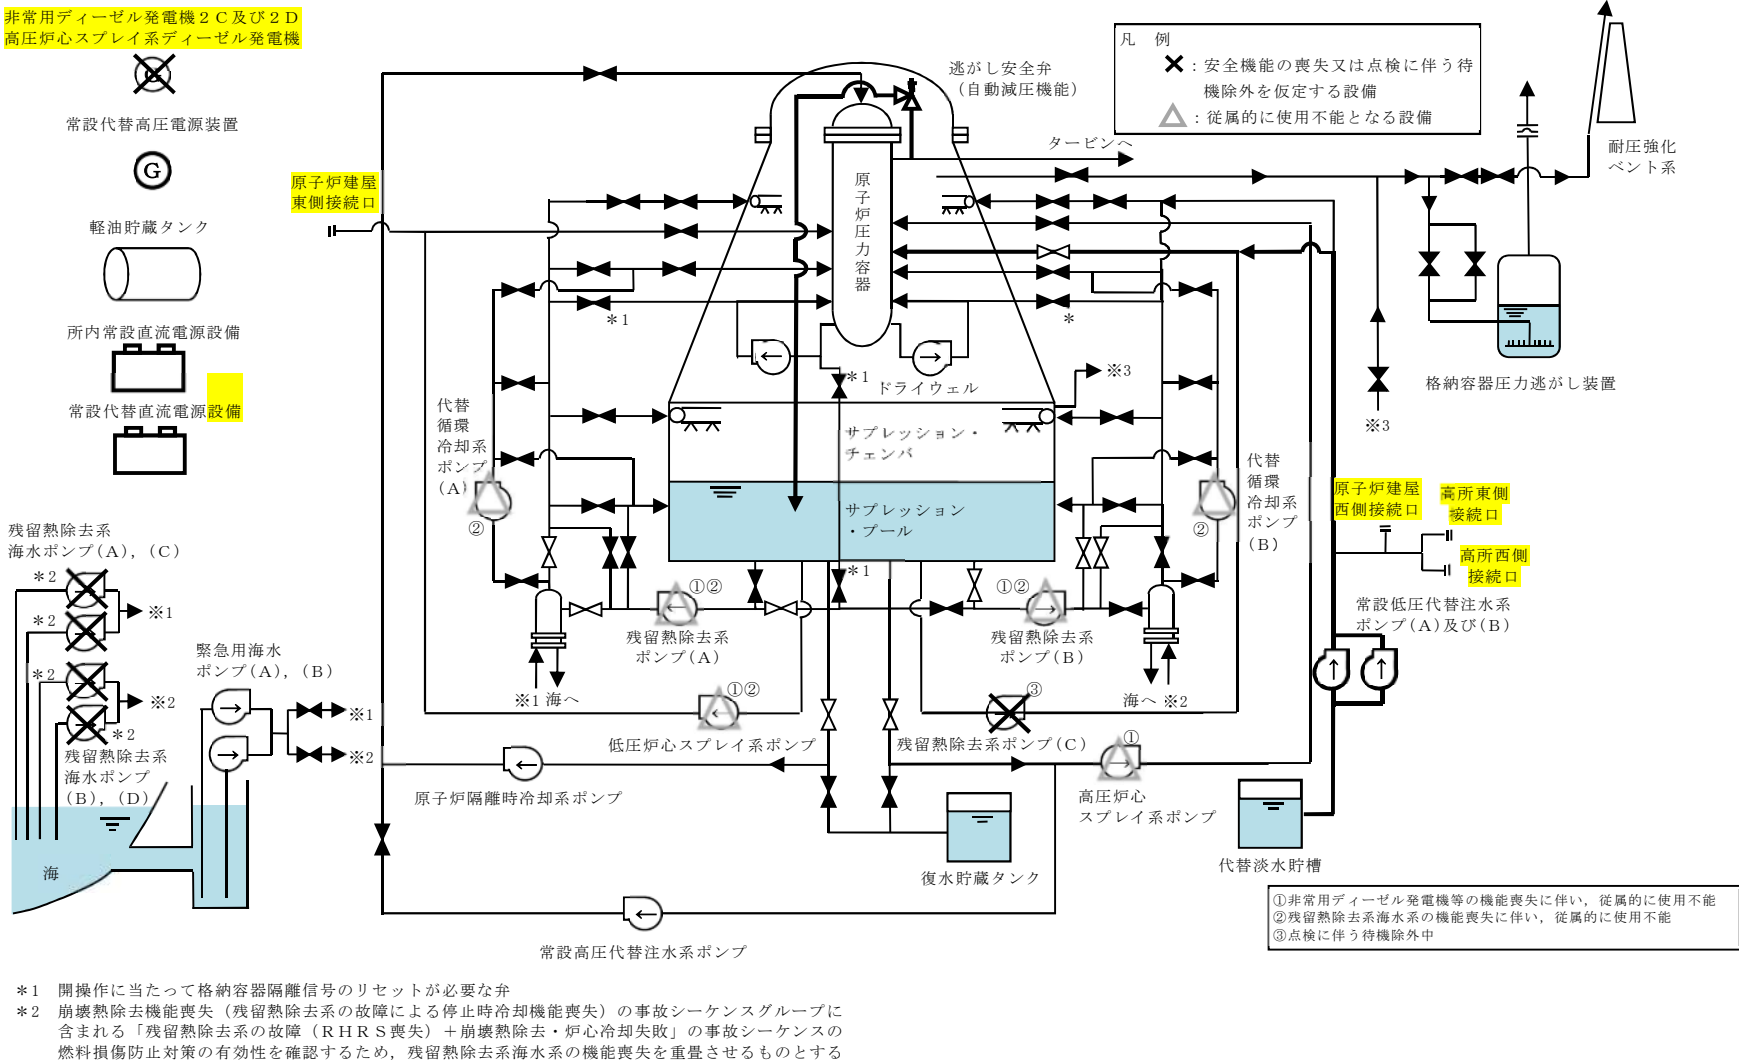 非常用ディーゼル発電機２Ｃ及び２Ｄ
高圧炉心スプレイ系ディーゼル発電機
G
常設代替高圧電源装置
G
軽油貯蔵タンク
所内常設直流電源設備
常設代替直流電源設備
原子炉建屋
東側接続口
逃がし安全弁
（自動減圧機能）
凡　例
：安全機能の喪失又は点検に伴う待
機除外を仮定する設備
：従属的に使用不能となる設備
タービンへ
耐圧強化
ベント系
原子炉圧力容器
＊1
＊
＊1
ドライウェル
※3
格納容器圧力逃がし装置
※3
代替
循環
冷却系
ポンプ
(A)
②
サプレッション・
チェンバ
サプレッション
・プール
代替
循環
冷却系
ポンプ
(B)
②
原子炉建屋
西側接続口
高所東側
接続口
高所西側
接続口
残留熱除去系
海水ポンプ(A)，(C)
＊2
※1
＊2
＊2
※2
＊2
残留熱除去系
海水ポンプ
(B)，(D)
海
緊急用海水
ポンプ(A)，(B)
※1
※2
＊1
①②
残留熱除去系
ポンプ(A)
①②
残留熱除去系
ポンプ(B)
常設低圧代替注水系
ポンプ(A)及び(B)
※1 海へ
海へ ※2
①②
低圧炉心スプレイ系ポンプ
③
残留熱除去系ポンプ(C)
①
高圧炉心
スプレイ系ポンプ
原子炉隔離時冷却系ポンプ
復水貯蔵タンク
代替淡水貯槽
常設高圧代替注水系ポンプ
①非常用ディーゼル発電機等の機能喪失に伴い，従属的に使用不能
②残留熱除去系海水系の機能喪失に伴い，従属的に使用不能
③点検に伴う待機除外中
＊1　開操作に当たって格納容器隔離信号のリセットが必要な弁
＊2　崩壊熱除去機能喪失（残留熱除去系の故障による停止時冷却機能喪失）の事故シーケンスグループに
含まれる「残留熱除去系の故障（ＲＨＲＳ喪失）＋崩壊熱除去・炉心冷却失敗」の事故シーケンスの
燃料損傷防止対策の有効性を確認するため，残留熱除去系海水系の機能喪失を重畳させるものとする